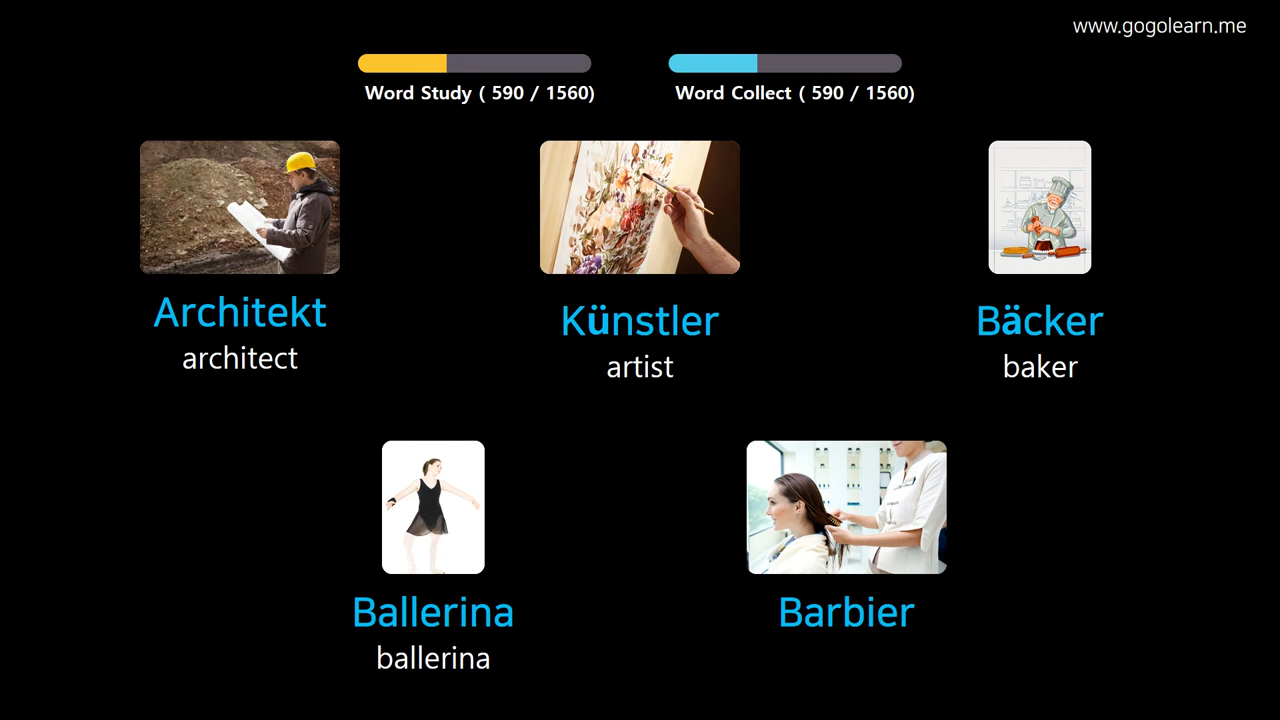 www.gogolearn.me
Word Study ( 590 / 1560)
Word Collect ( 590 / 1560)
Architekt
architect
Künstler
artist
Bäcker
baker
Ballerina
ballerina
Barbier